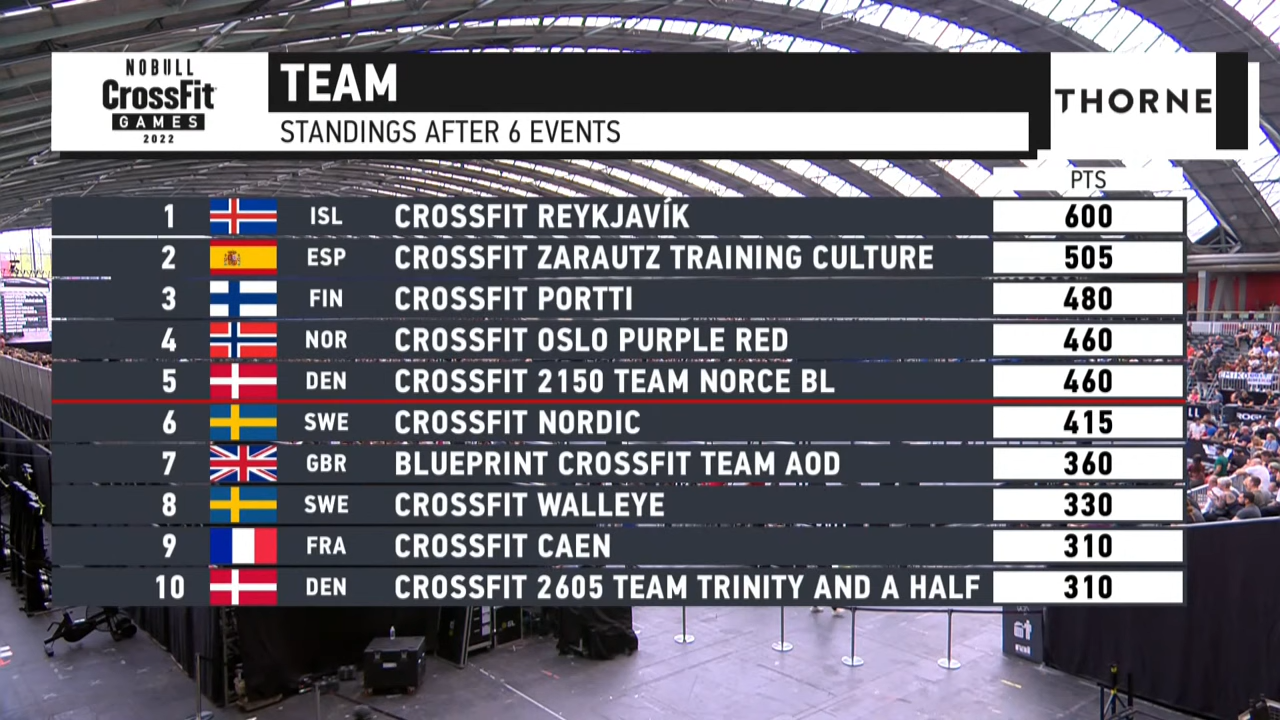 NOBULL
CrossFit
GAMES
2022
TEAM
STANDINGS AFTER 6 EVENTS
THORNE
PTS
1 ISL CROSSFIT REYKJAVÍK 600
2 ESP CROSSFIT ZARAUTZ TRAINING CULTURE 505
3 FIN CROSSFIT PORTTI 480
4 NOR CROSSFIT OSLO PURPLE RED 460
5 DEN CROSSFIT 2150 TEAM NORCE BL 460
6 SWE CROSSFIT NORDIC 415
7 GBR BLUEPRINT CROSSFIT TEAM AOD 360
8 SWE CROSSFIT WALLEYE 330
9 FRA CROSSFIT CAEN 310
10 DEN CROSSFIT 2605 TEAM TRINITY AND A HALF 310